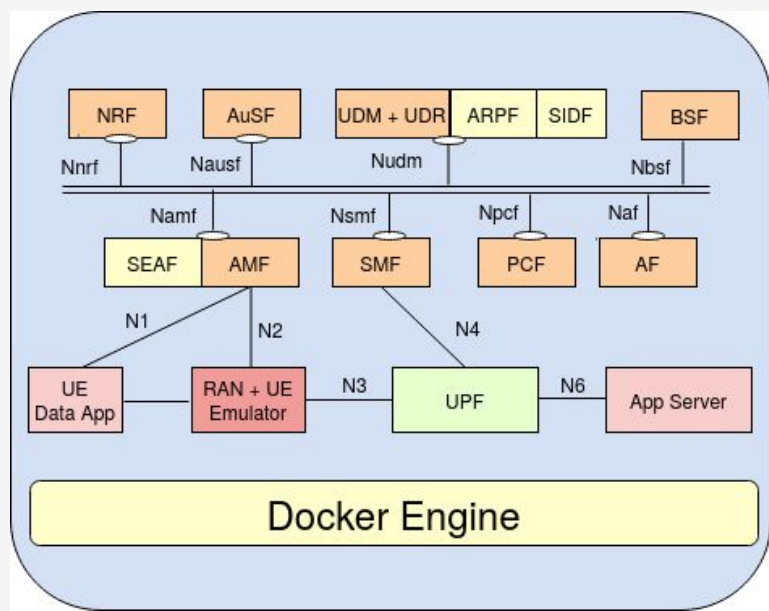 NRF
AuSF
UDM + UDR
ARPF
SIDF
BSF
Nnrf
Nausf
Nudm
Nbsf
Namf
Nsmf
Npcf
Naf
SEAF
AMF
SMF
PCF
AF
N1
N2
N4
UE
Data App
RAN + UE
Emulator
N3
UPF
N6
App Server
Docker Engine